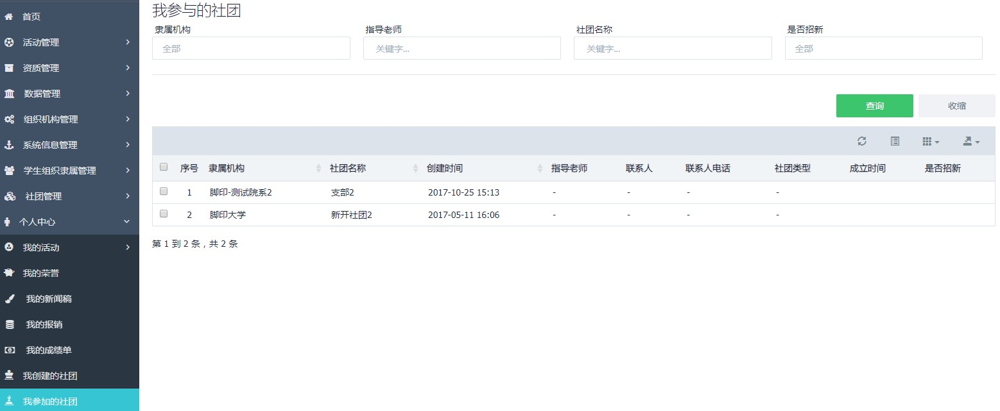 首页
活动管理
资质管理
数据管理
组织机构管理
系统信息管理
学生组织隶属管理
社团管理
个人中心
我的活动
我的荣誉
我的新闻稿
我的报销
我的成绩单
我创建的社团
我参加的社团
我参与的社团
隶属机构 指导老师 社团名称 是否招新
全部 关键字... 关键字... 全部
查询 收缩
序号 隶属机构 社团名称 创建时间 指导老师 联系人 联系人电话 社团类型 成立时间 是否招新
1 脚印-测试院系2 支部2 2017-10-25 15:13 - - - -
2 脚印大学 新开社团2 2017-05-11 16:06 - - - -
第 1 到 2 条，共 2 条